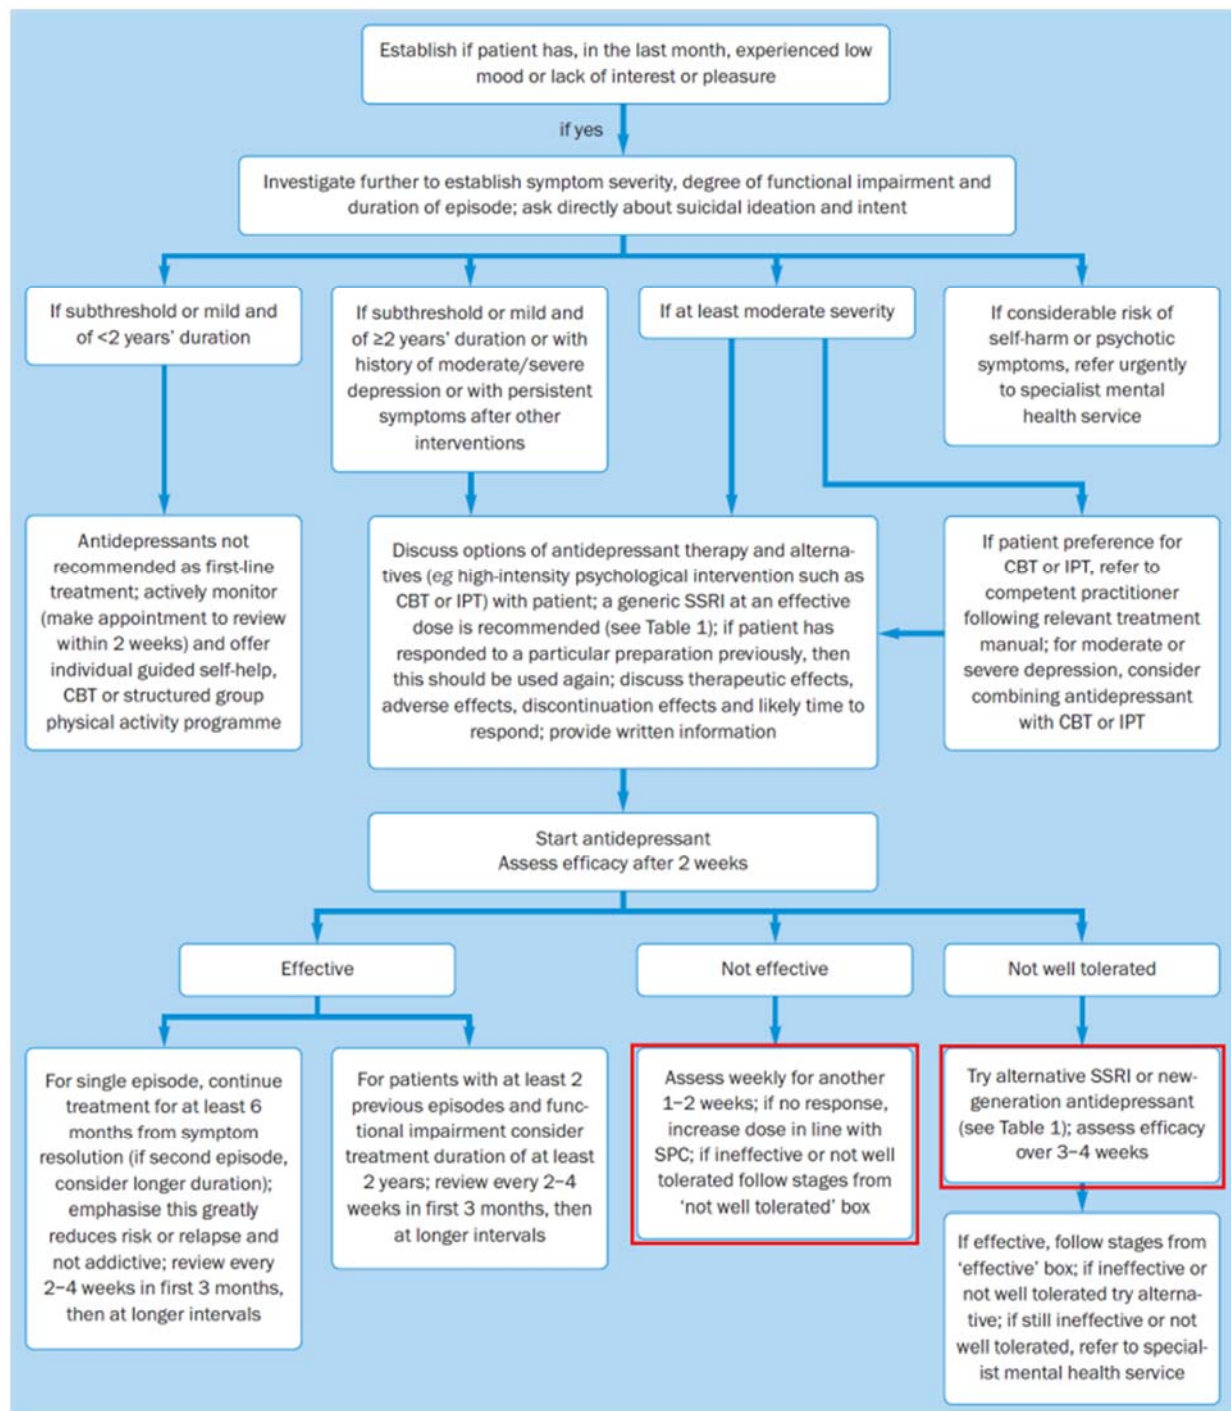 Establish if patient has, in the last month, experienced low
mood or lack of interest or pleasure
if yes
Investigate further to establish symptom severity, degree of functional impairment and
duration of episode; ask directly about suicidal ideation and intent
If subthreshold or mild and
of <2 years' duration
If subthreshold or mild and
of ≥2 years' duration or with
history of moderate/severe
depression or with persistent
symptoms after other
interventions
If at least moderate severity
If considerable risk of
self-harm or psychotic
symptoms, refer urgently
to specialist mental
health service
Antidepressants not
recommended as first-line
treatment; actively monitor
(make appointment to review
within 2 weeks) and offer
individual guided self-help,
CBT or structured group
physical activity programme
Discuss options of antidepressant therapy and alterna-
tives (eg high-intensity psychological intervention such as
CBT or IPT) with patient; a generic SSRI at an effective
dose is recommended (see Table 1); if patient has
responded to a particular preparation previously, then
this should be used again; discuss therapeutic effects,
adverse effects, discontinuation effects and likely time to
respond; provide written information
If patient preference for
CBT or IPT, refer to
competent practitioner
following relevant treatment
manual; for moderate or
severe depression, consider
combining antidepressant
with CBT or IPT
Start antidepressant
Assess efficacy after 2 weeks
Effective
Not effective
Not well tolerated
For single episode, continue
treatment for at least 6
months from symptom
resolution (if second episode,
consider longer duration);
emphasise this greatly
reduces risk or relapse and
not addictive; review every
2–4 weeks in first 3 months,
then at longer intervals
For patients with at least 2
previous episodes and func-
tional impairment consider
treatment duration of at least
2 years; review every 2–4
weeks in first 3 months, then
at longer intervals
Assess weekly for another
1–2 weeks; if no response,
increase dose in line with
SPC; if ineffective or not well
tolerated follow stages from
'not well tolerated' box
Try alternative SSRI or new-
generation antidepressant
(see Table 1); assess efficacy
over 3–4 weeks
If effective, follow stages from
'effective' box; if ineffective or
not well tolerated try alterna-
tive; if still ineffective or not
well tolerated, refer to special-
ist mental health service